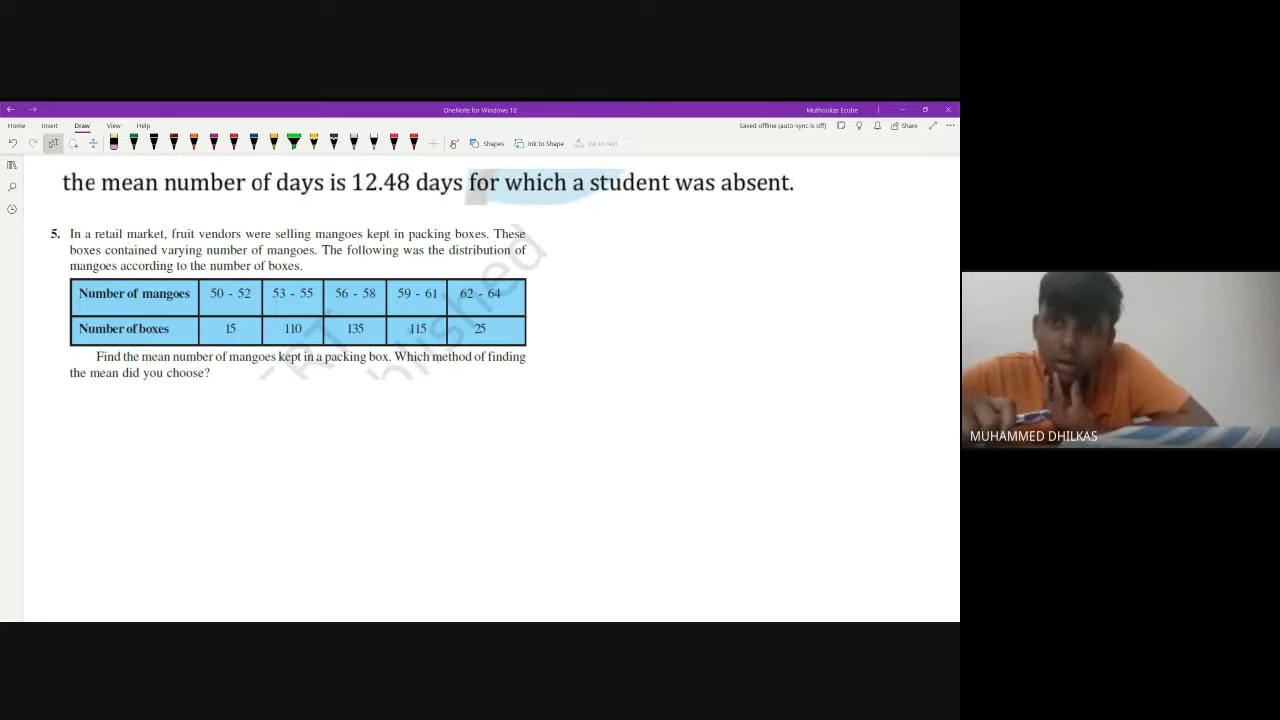 OneNote for Windows 10
Muthookas Ecube
Home Insert Draw View Help
Saved offline (auto-sync is off)
Share
Shapes
Ink to Shape
Ink to Text
the mean number of days is 12.48 days for which a student was absent.
5. In a retail market, fruit vendors were selling mangoes kept in packing boxes. These
boxes contained varying number of mangoes. The following was the distribution of
mangoes according to the number of boxes.
Number of mangoes 50 - 52 53 - 55 56 - 58 59 - 61 62 - 64
Number of boxes 15 110 135 115 25
Find the mean number of mangoes kept in a packing box. Which method of finding
the mean did you choose?
MUHAMMED DHILKAS